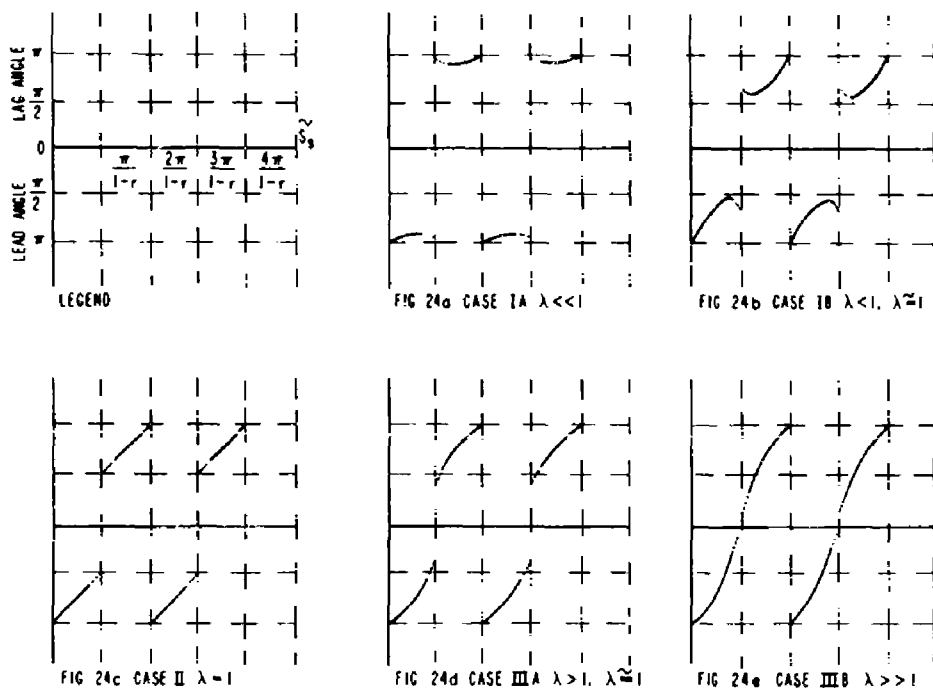 LAG ANGLE
π
π/2
0
LEAD ANGLE
π/2
π
S̃s
π/1-r 2π/1-r 3π/1-r 4π/1-r
LEGEND
FIG 24a CASE IA λ<<1
FIG 24b CASE IB λ<1, λ≅1
FIG 24c CASE II λ=1
FIG 24d CASE IIIA λ>1, λ≅1
FIG 24e CASE IIIB λ>>1